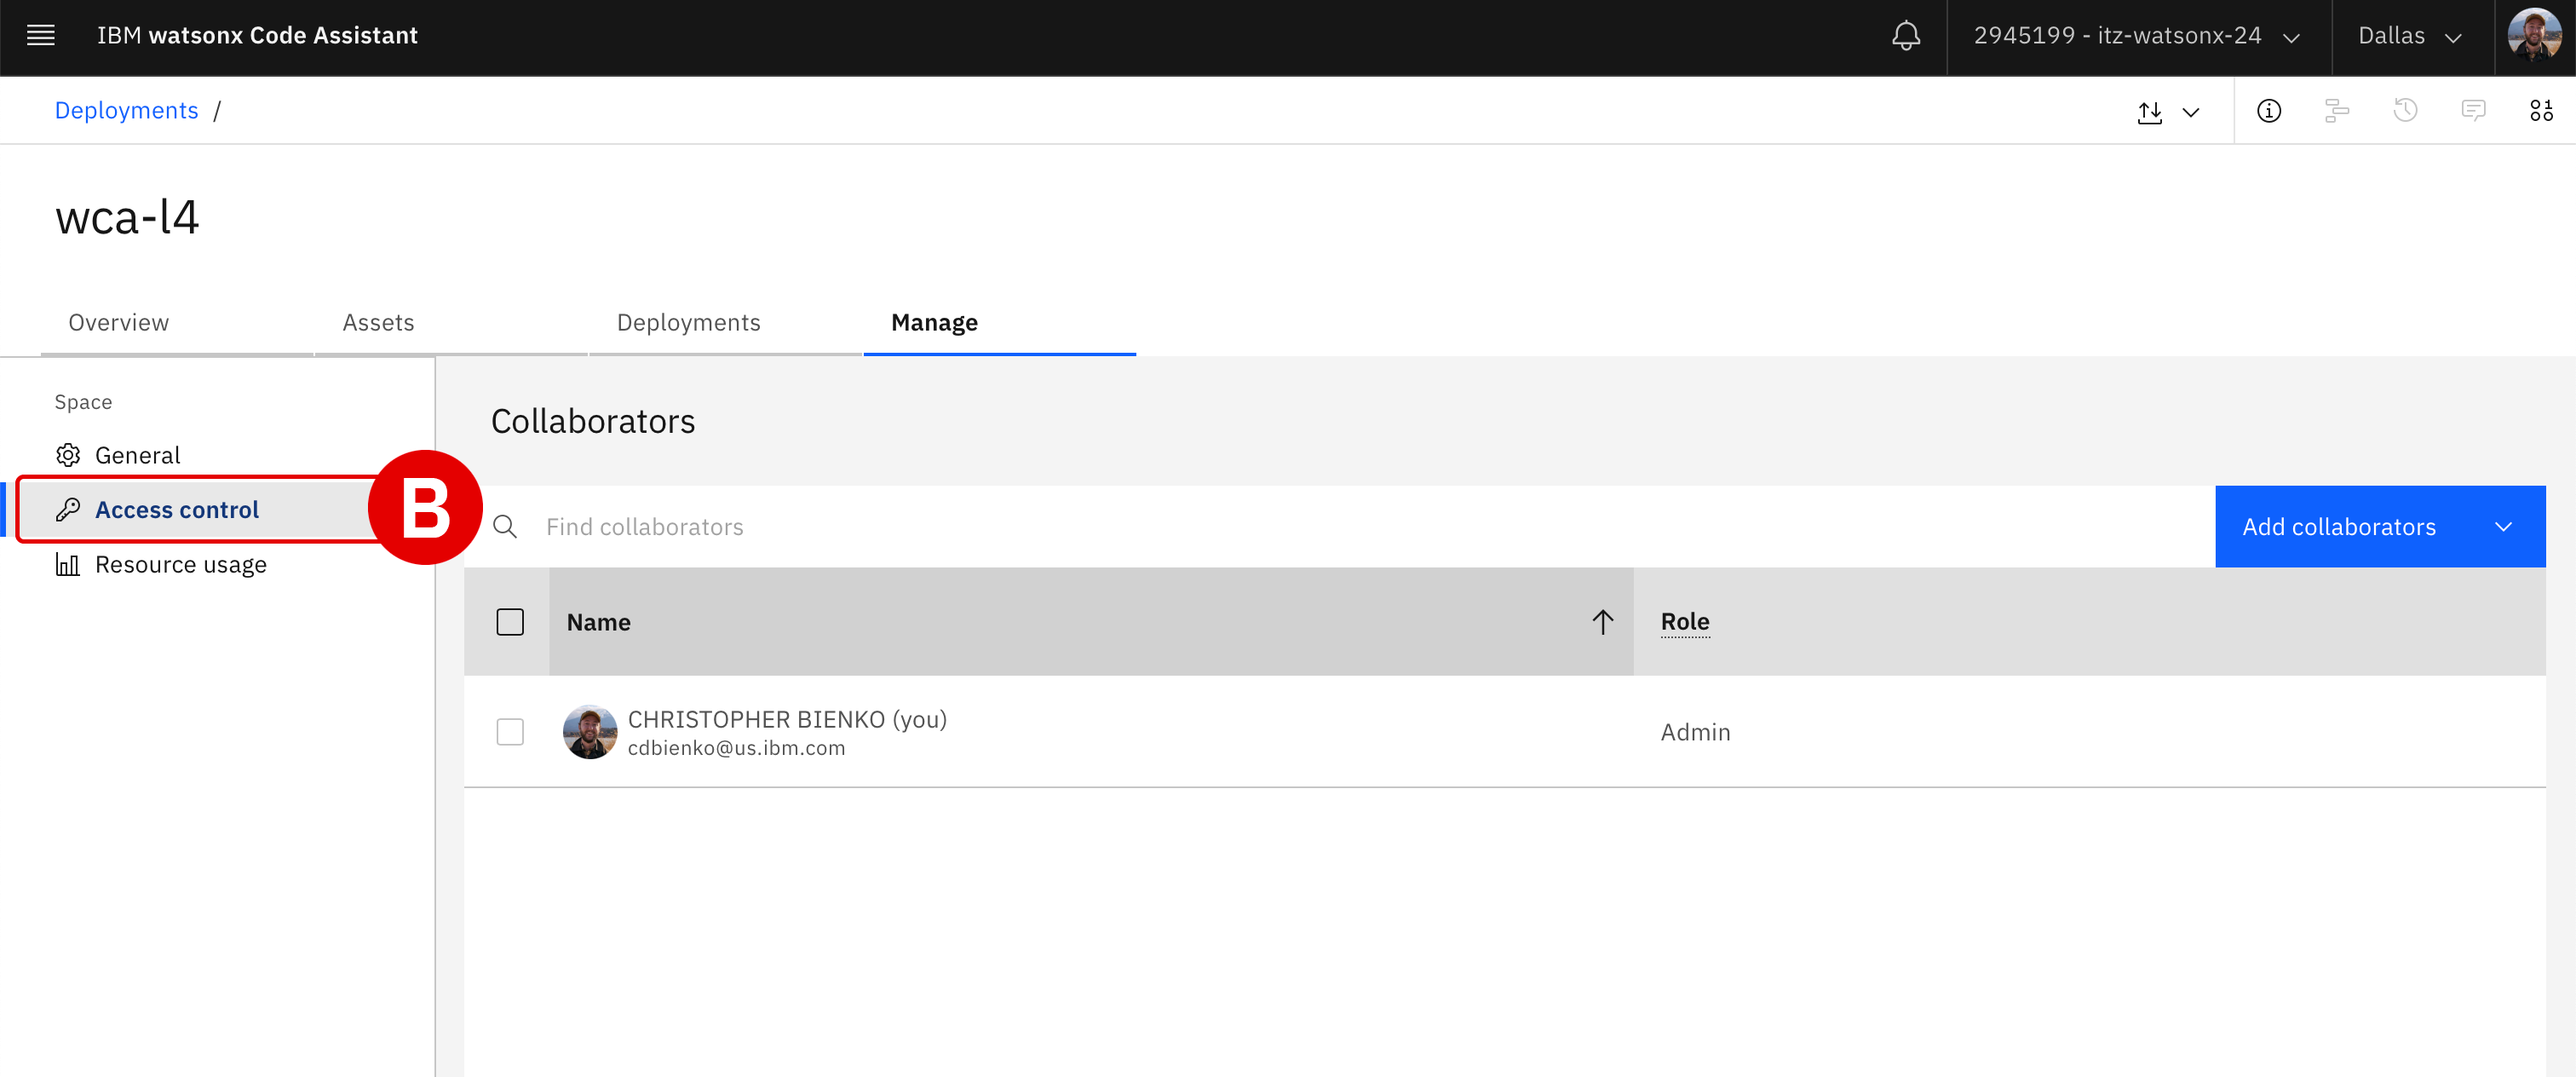 IBM watsonx Code Assistant
2945199 - itz-watsonx-24
Dallas
Deployments /
wca-l4
Overview
Assets
Deployments
Manage
Space
General
Access control
B
Resource usage
Collaborators
Find collaborators
Add collaborators
Name
Role
CHRISTOPHER BIENKO (you)
cdbienko@us.ibm.com
Admin